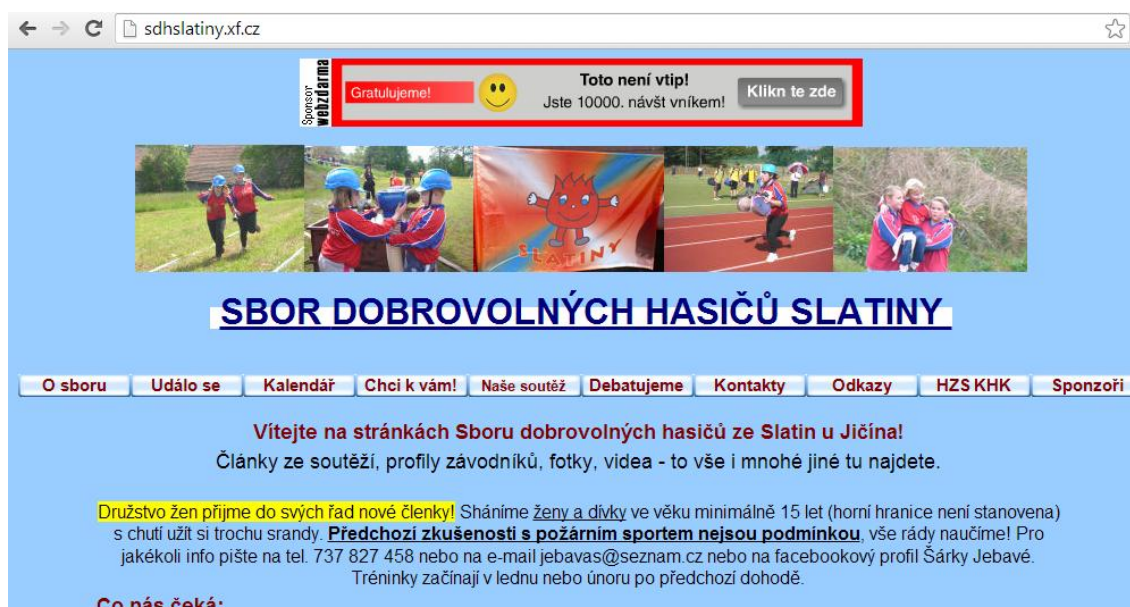 sdhslatiny.xf.cz
Sponsor
webzdarma
Gratulujeme!
Toto není vtip!
Jste 10000. návšt vníkem!
Klikn te zde
SLATINY
SBOR DOBROVOLNÝCH HASIČŮ SLATINY
O sboru Událo se Kalendář Chci k vám! Naše soutěž Debatujeme Kontakty Odkazy HZS KHK Sponzoři
Vítejte na stránkách Sboru dobrovolných hasičů ze Slatin u Jičína!
Články ze soutěží, profily závodníků, fotky, videa - to vše i mnohé jiné tu najdete.
Družstvo žen přijme do svých řad nové členky! Sháníme ženy a dívky ve věku minimálně 15 let (horní hranice není stanovena)
s chutí užít si trochu srandy. Předchozí zkušenosti s požárním sportem nejsou podmínkou, vše rády naučíme! Pro
jakékoli info pište na tel. 737 827 458 nebo na e-mail jebavas@seznam.cz nebo na facebookový profil Šárky Jebavé.
Tréninky začínají v lednu nebo únoru po předchozí dohodě.
Co nás čeká: